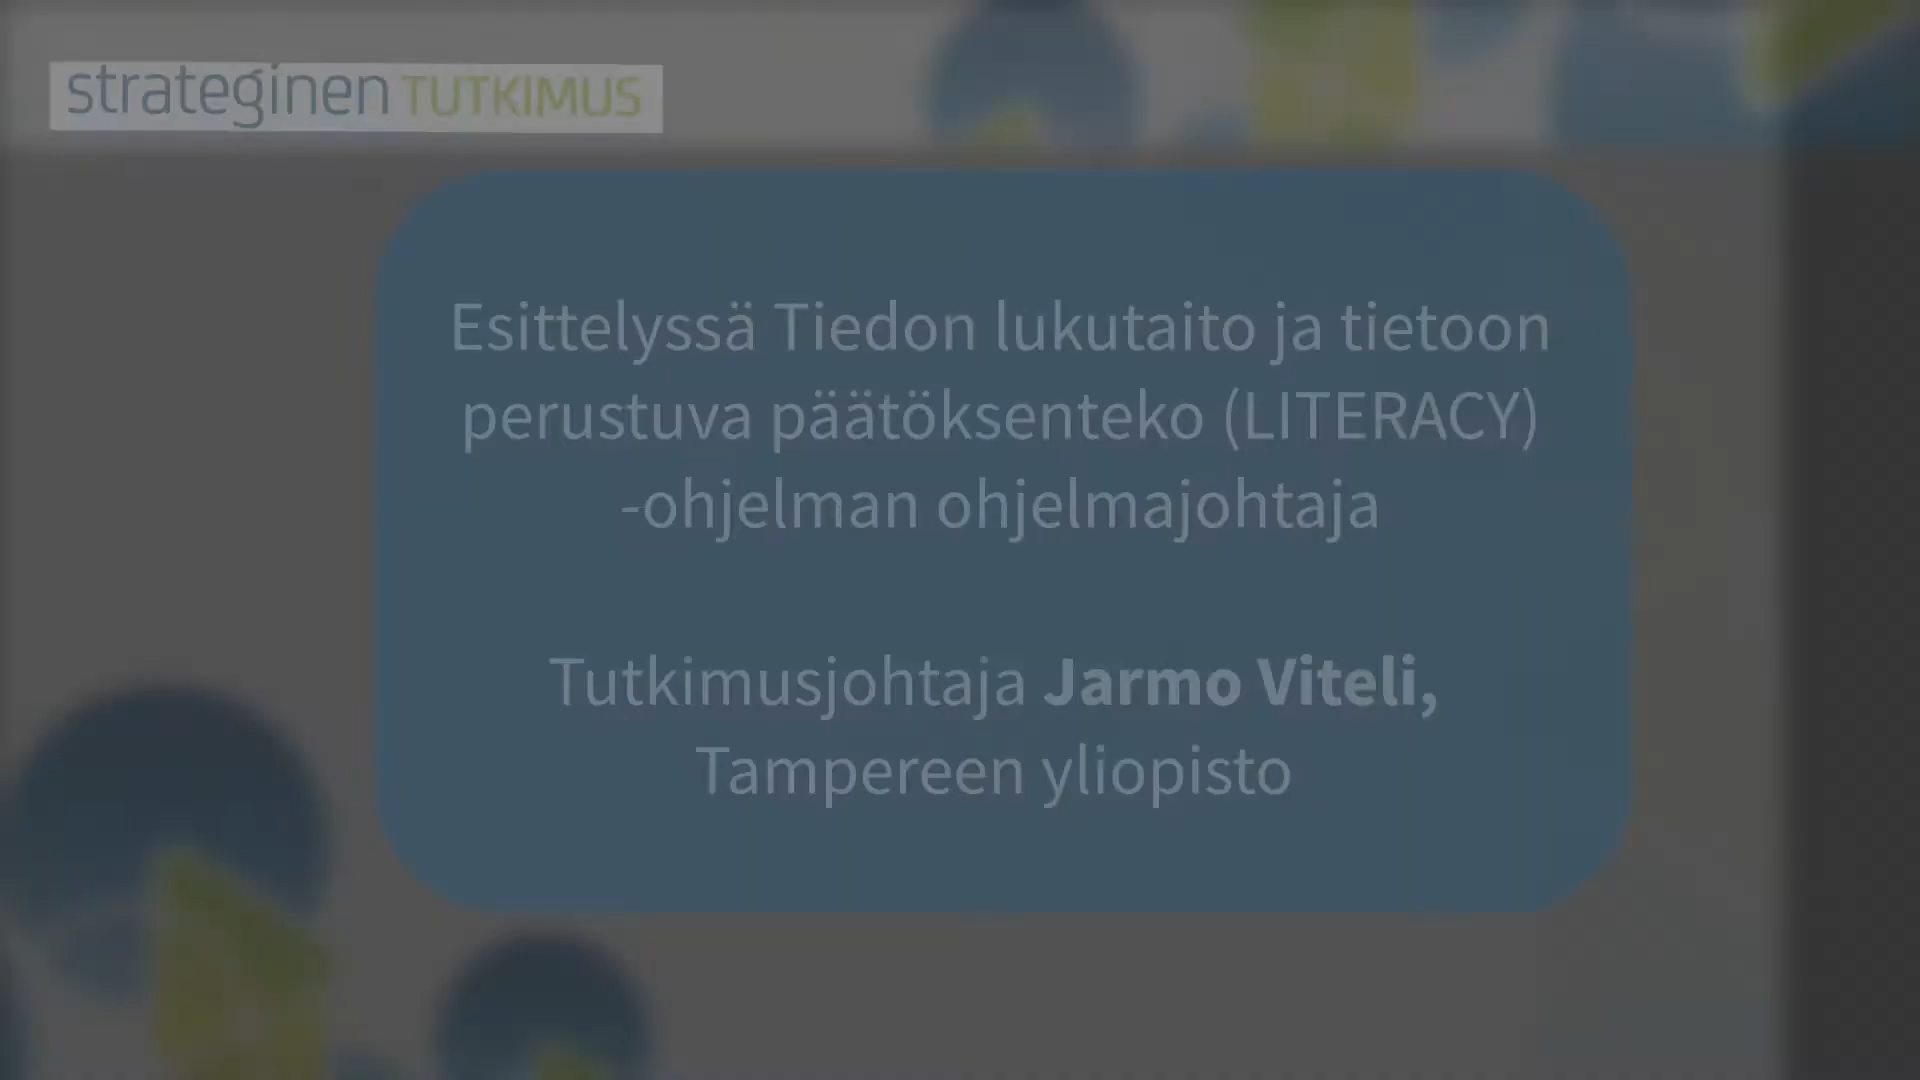 strateginen TUTKIMUS
Esittelyssä Tiedon lukutaito ja tietoon
perustuva päätöksenteko (LITERACY)
-ohjelman ohjelmajohtaja
Tutkimusjohtaja Jarmo Viteli,
Tampereen yliopisto